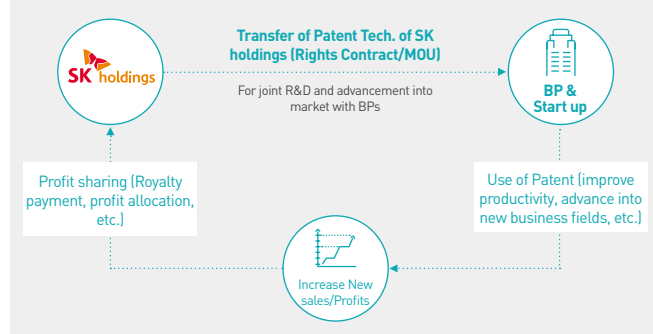 SK holdings
Transfer of Patent Tech. of SK
holdings (Rights Contract/MOU)
For joint R&D and advancement into
market with BPs
BP &
Start up
Use of Patent (improve
productivity, advance into
new business fields, etc.)
Increase New
sales/Profits
Profit sharing (Royalty
payment, profit allocation,
etc.)